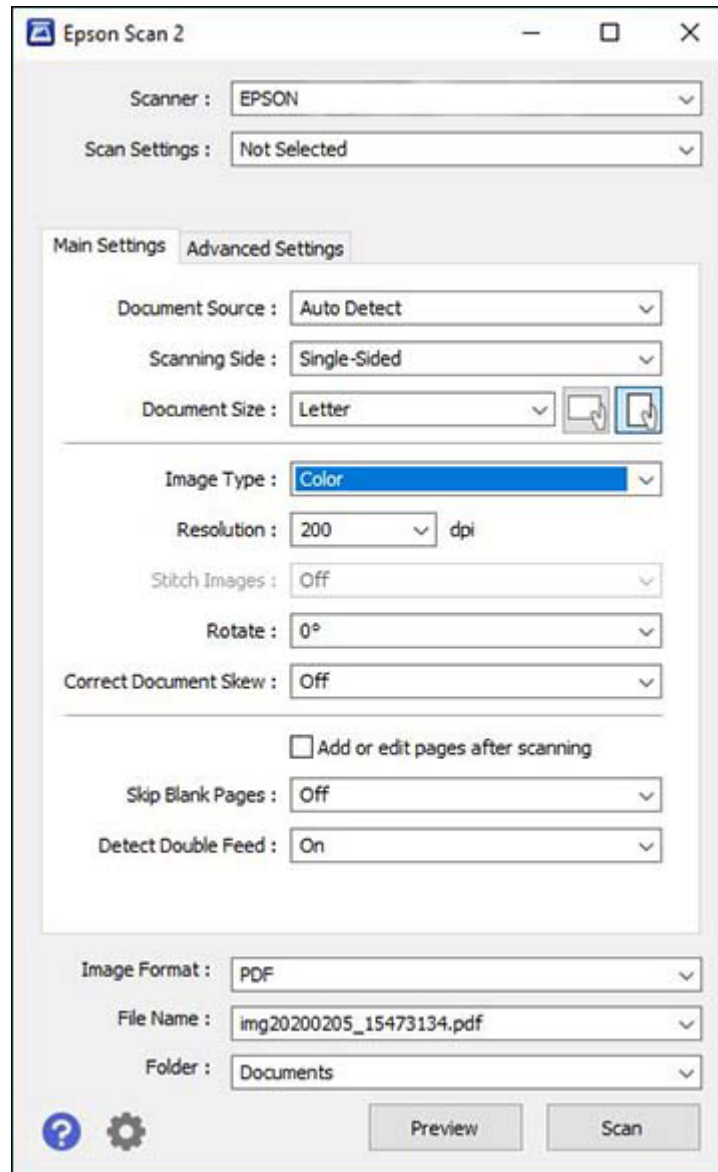 Epson Scan 2
Scanner : EPSON
Scan Settings : Not Selected
Main Settings Advanced Settings
Document Source : Auto Detect
Scanning Side : Single-Sided
Document Size : Letter
Image Type : Color
Resolution : 200 dpi
Stitch Images : Off
Rotate : 0°
Correct Document Skew : Off
Add or edit pages after scanning
Skip Blank Pages : Off
Detect Double Feed : On
Image Format : PDF
File Name : img20200205_15473134.pdf
Folder : Documents
? Preview Scan